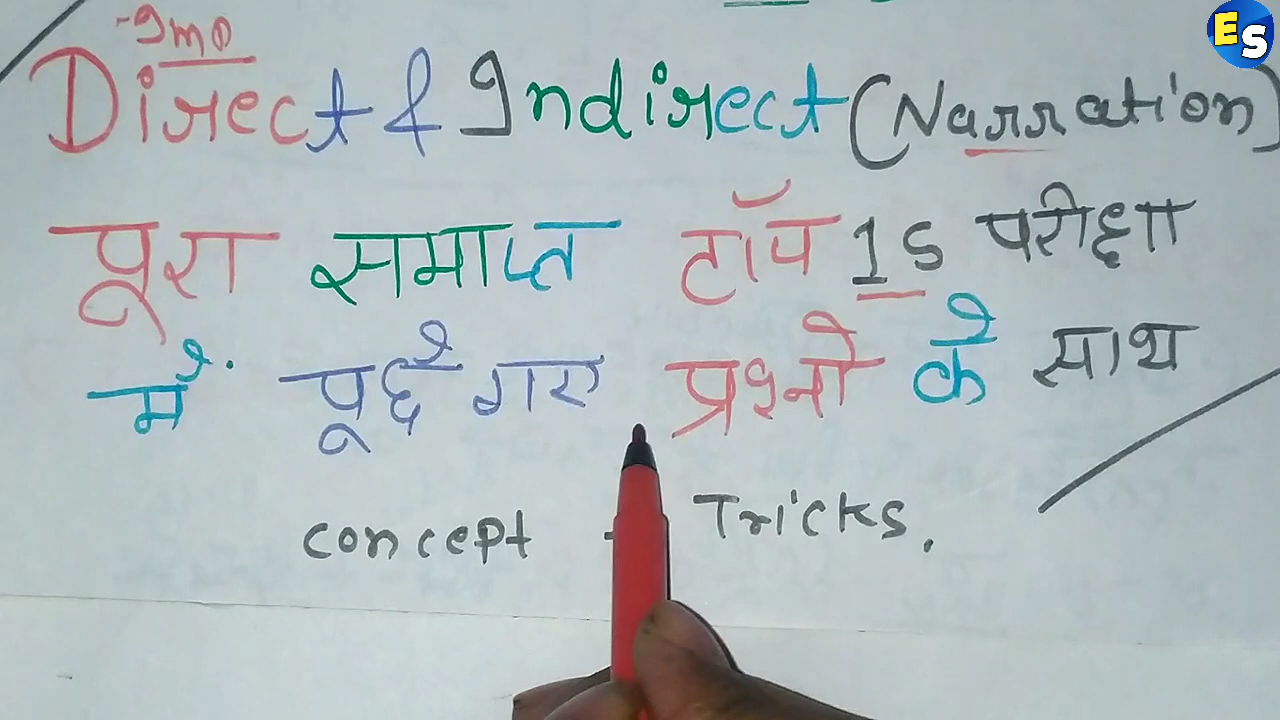 Imp
Direct & Indirect (Narration)
पूरा समाप्त टॉप 15 परीक्षा
में पूछे गए प्रश्नो के साथ
concept Tricks.
ES